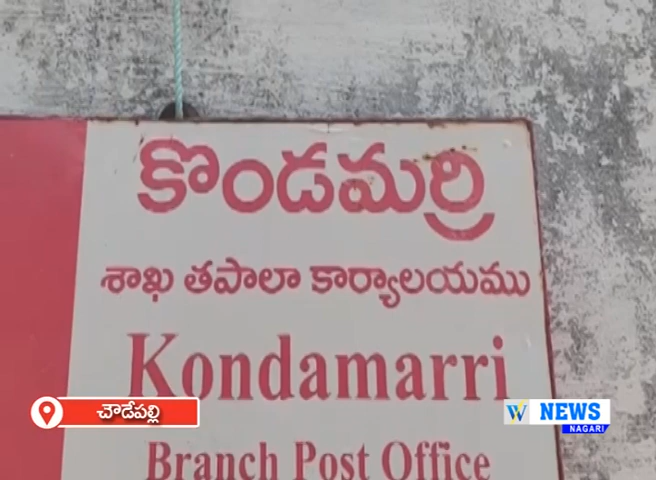 కొండమర్రి
శాఖ తపాలా కార్యాలయము
Kondamarri
చౌడేపల్లి
W NEWS
NAGARI
Branch Post Office